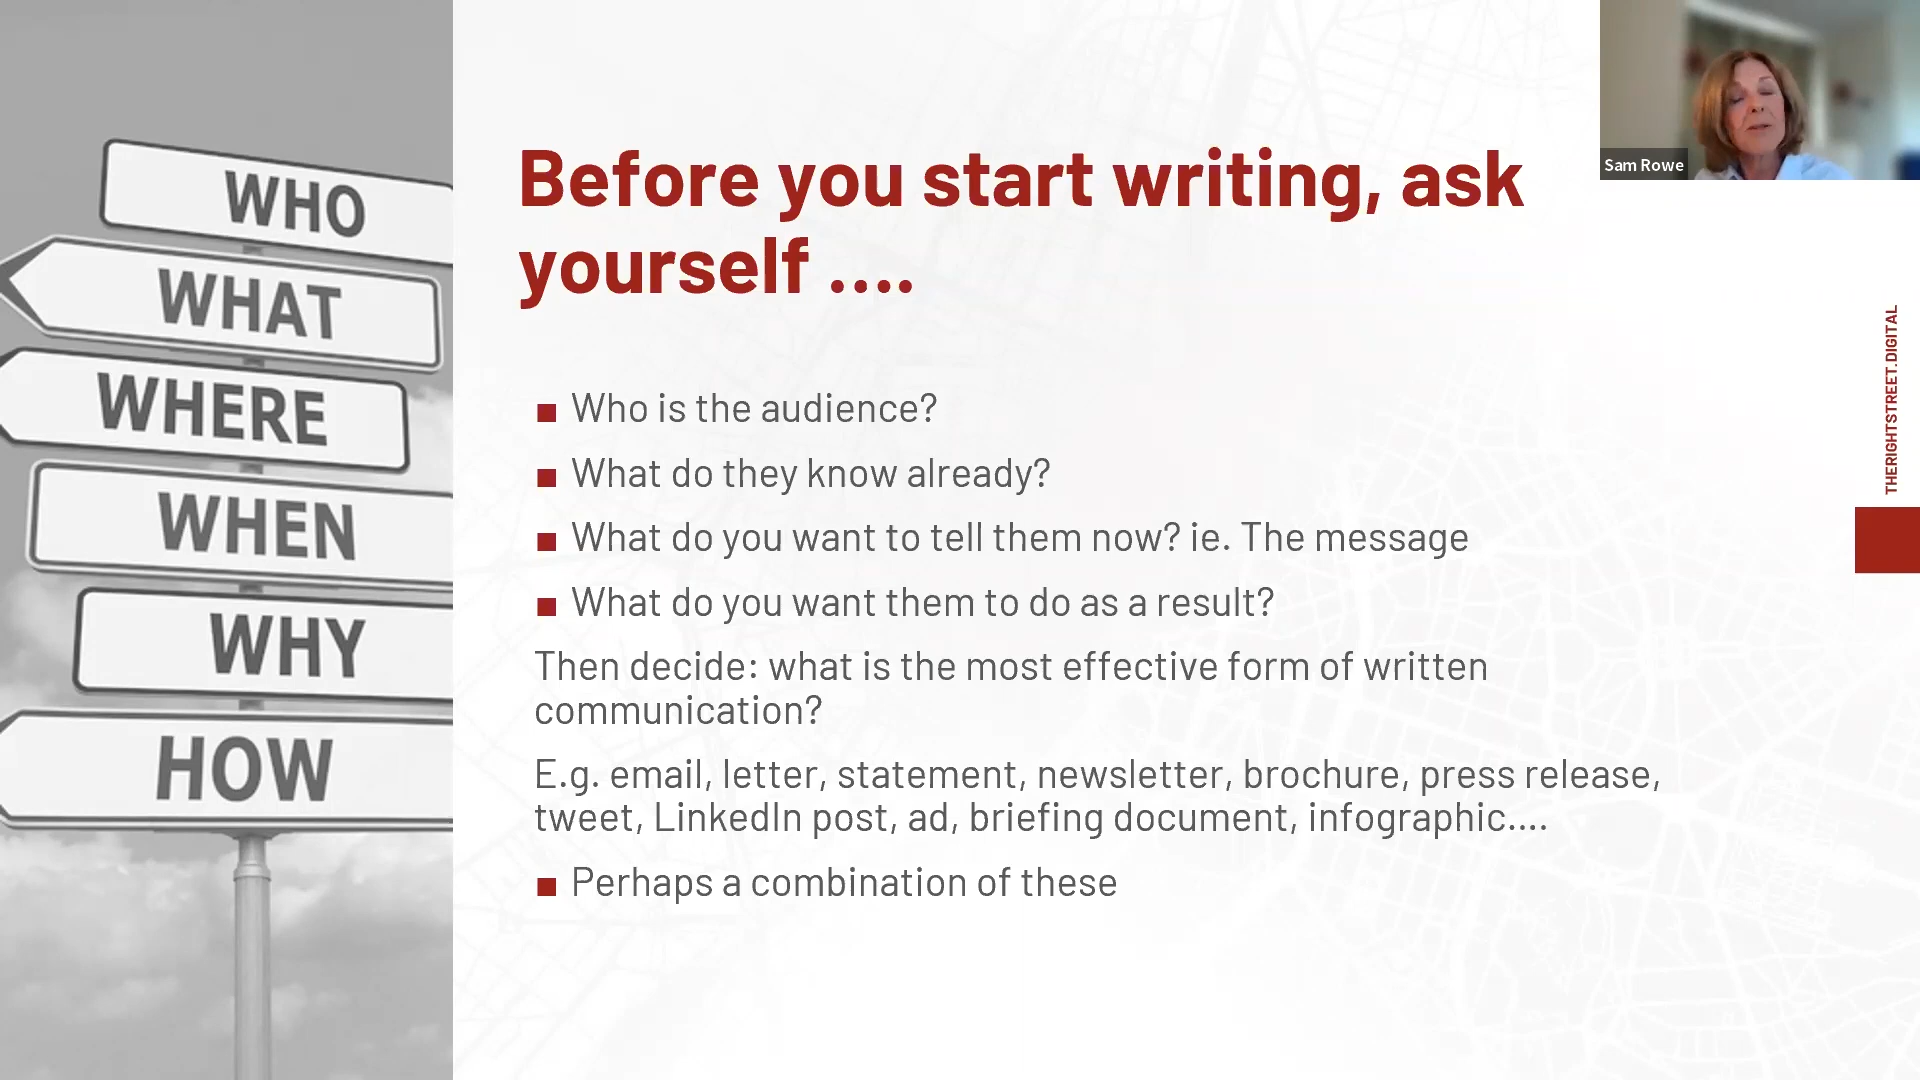 WHO
WHAT
WHERE
WHEN
WHY
HOW
Before you start writing, ask
yourself ....
■ Who is the audience?
■ What do they know already?
■ What do you want to tell them now? ie. The message
■ What do you want them to do as a result?
Then decide: what is the most effective form of written
communication?
E.g. email, letter, statement, newsletter, brochure, press release,
tweet, LinkedIn post, ad, briefing document, infographic....
■ Perhaps a combination of these
Sam Rowe
THERIGHTSTREET.DIGITAL